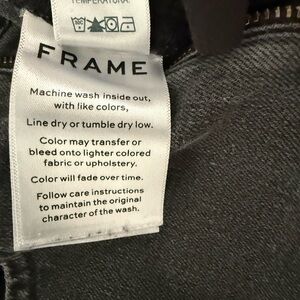 TEMPERATURA
FRAME
Machine wash inside out,
with like colors,
Line dry or tumble dry low.
Color may transfer or
bleed onto lighter colored
fabric or upholstery.
Color will fade over time.
Follow care instructions
to maintain the original
character of the wash.